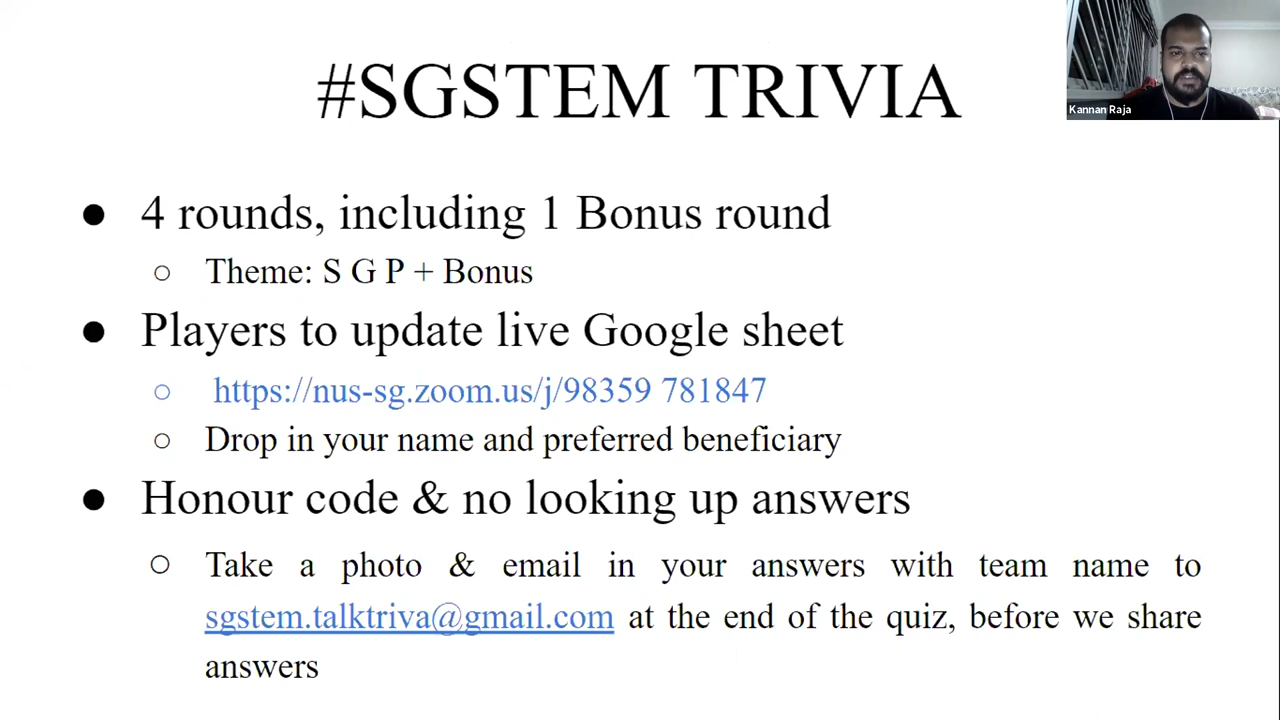 #SGSTEM TRIVIA
Kannan Raja
● 4 rounds, including 1 Bonus round
○ Theme: S G P + Bonus
● Players to update live Google sheet
○ https://nus-sg.zoom.us/j/98359 781847
○ Drop in your name and preferred beneficiary
● Honour code & no looking up answers
○ Take a photo & email in your answers with team name to
sgstem.talktriva@gmail.com at the end of the quiz, before we share
answers